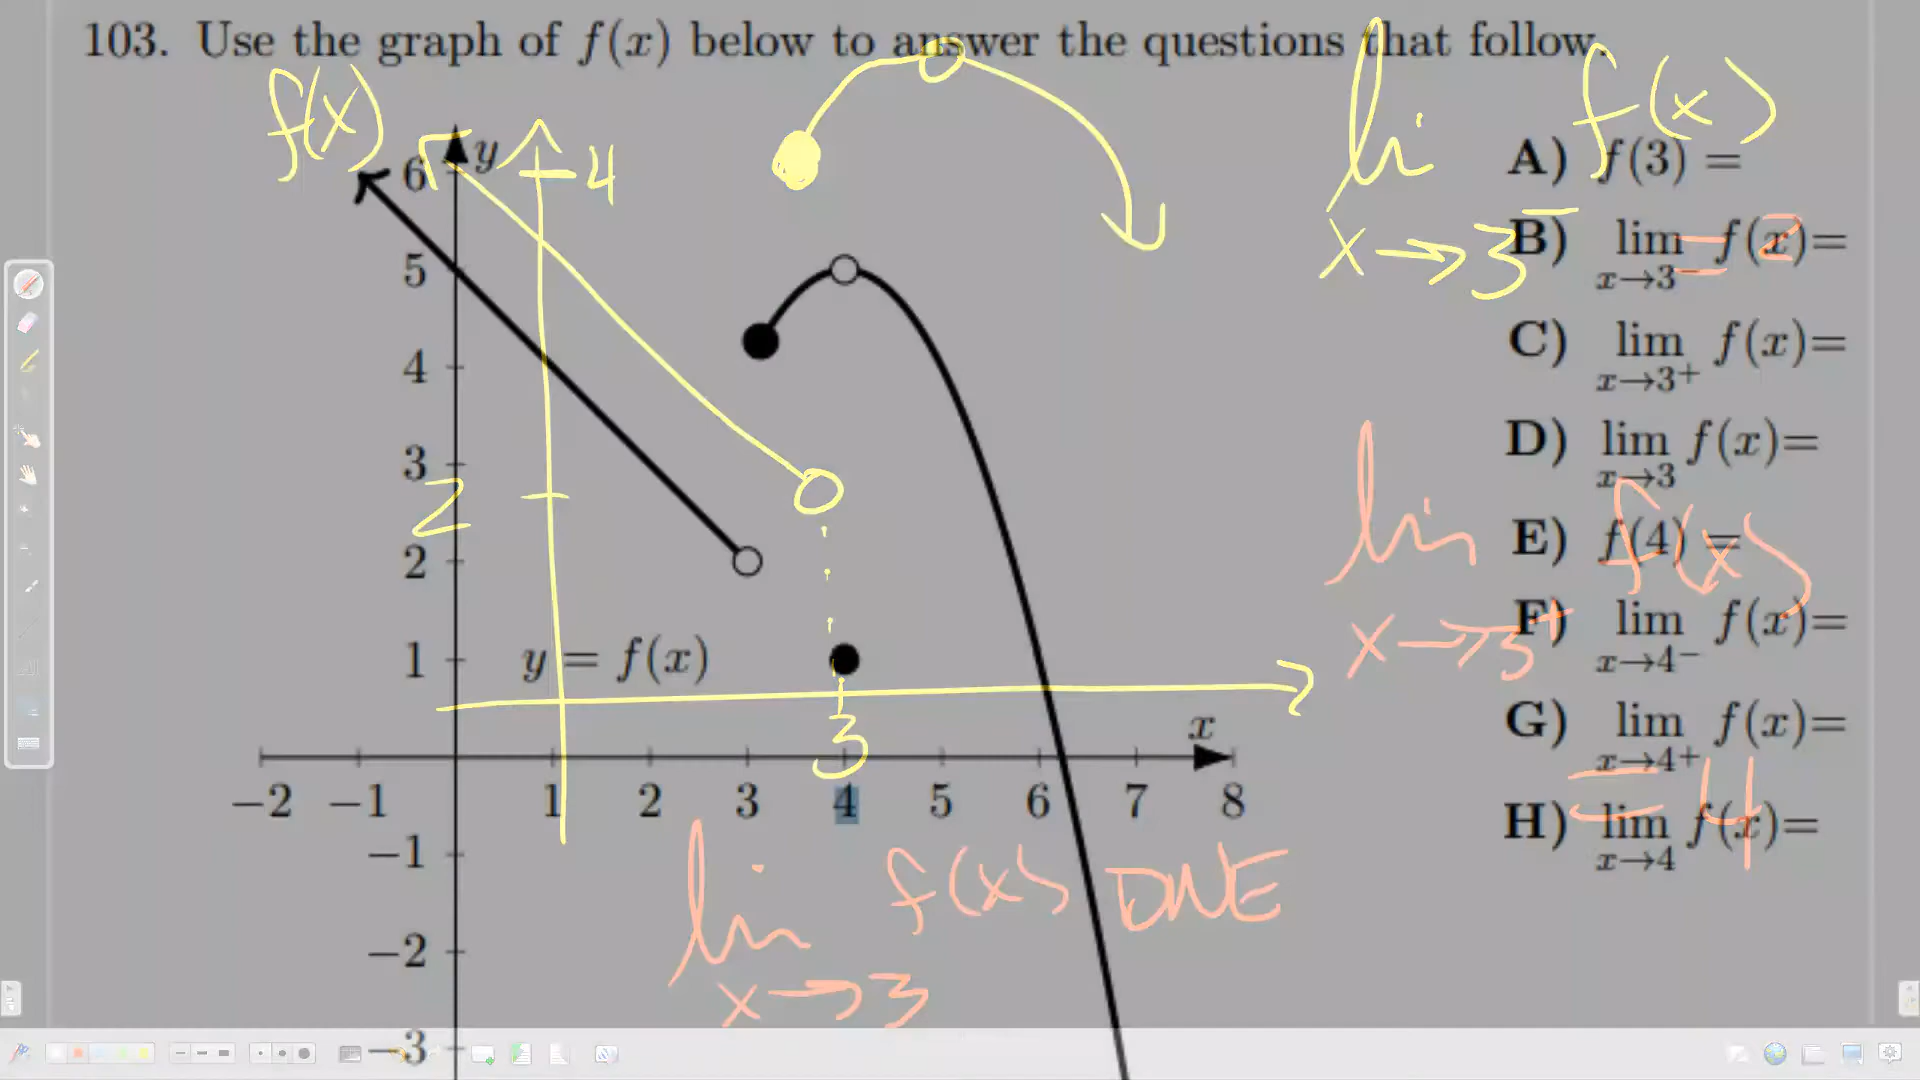 103. Use the graph of f(x) below to answer the questions that follow.
f(x)
4
lim f(x)
x→3⁻
= 2
6
y
5
4
3
2
2
1
y = f(x)
x
3
−2 −1 1 2 3 4 5 6 7 8
−1
−2
−3
A) f(3) =
B) lim f(x)=
x→3⁻
C) lim f(x)=
x→3⁺
D) lim f(x)=
x→3
E) f(4) =
F) lim f(x)=
x→4⁻
G) lim f(x)=
x→4⁺
H) lim f(x)=
x→4
lim f(x)
x→3⁺
= 4
lim f(x) DNE
x→3